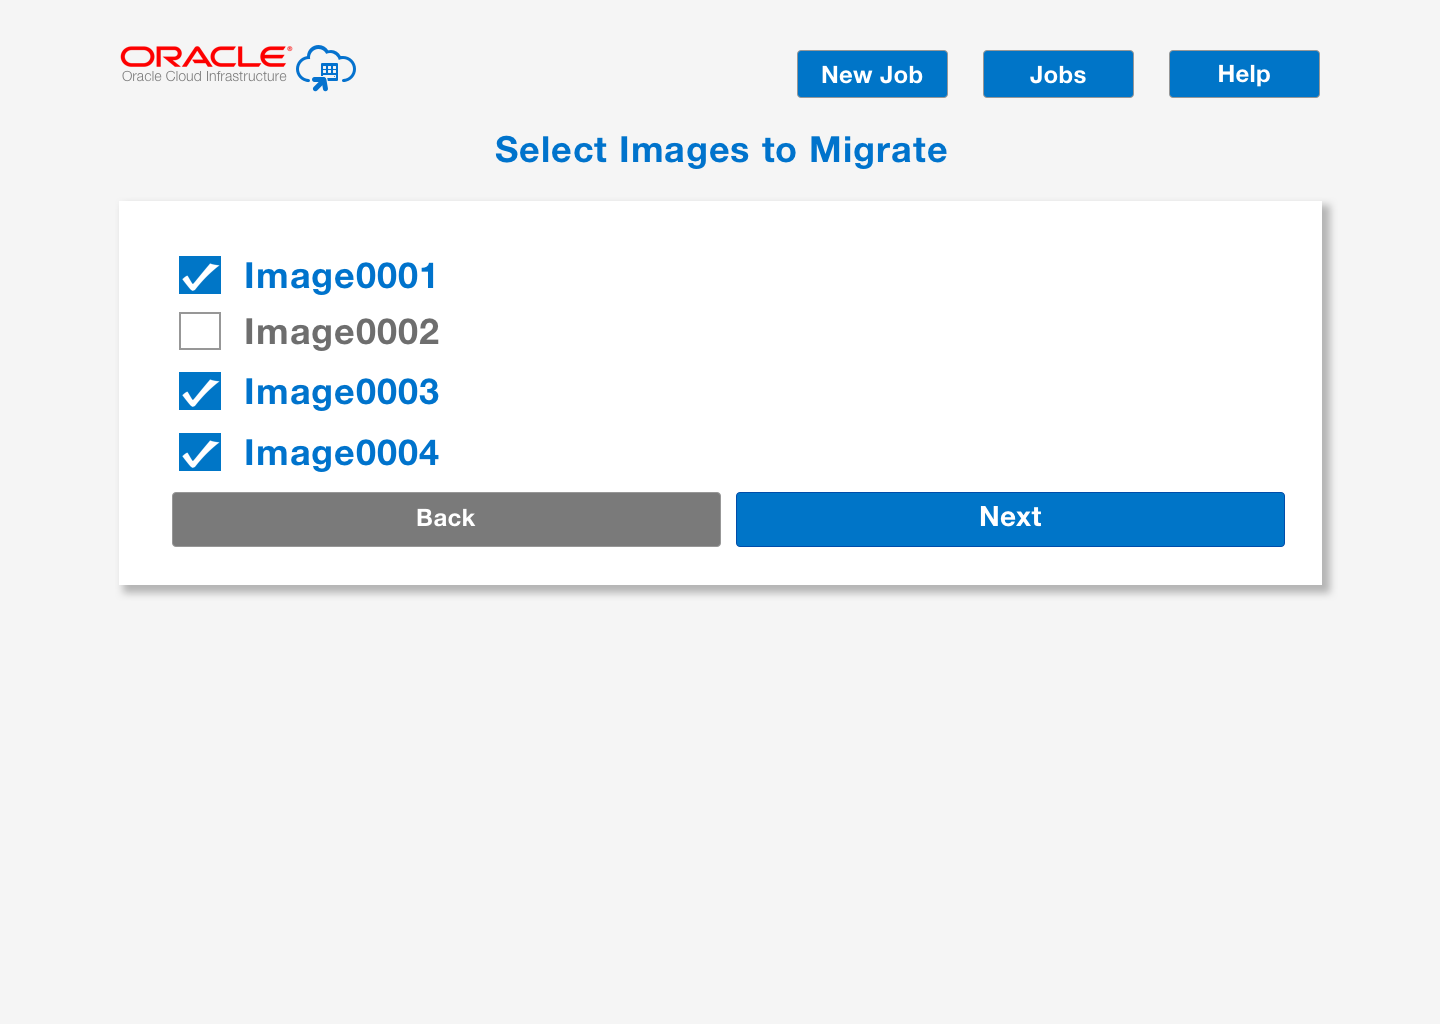 ORACLE®
Oracle Cloud Infrastructure
New Job
Jobs
Help
Select Images to Migrate
Image0001
Image0002
Image0003
Image0004
Back
Next